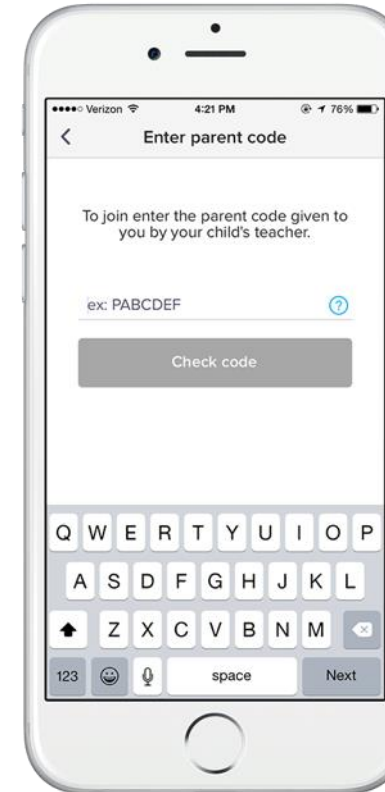 Verizon 4:21 PM 76%
Enter parent code
To join enter the parent code given to
you by your child's teacher.
ex: PABCDEF ?
Check code
Q W E R T Y U I O P
A S D F G H J K L
Z X C V B N M
123 space Next